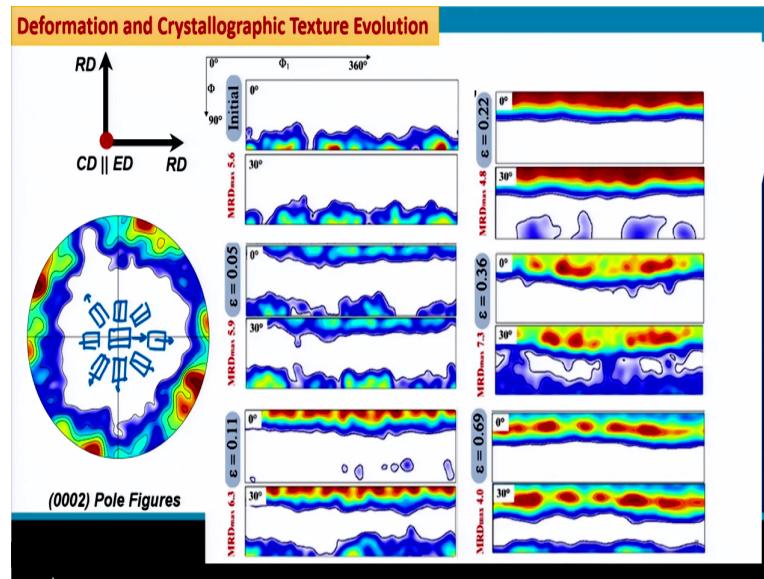 Deformation and Crystallographic Texture Evolution
RD
CD || ED
RD
(0002) Pole Figures
0°
Φ₁
360°
Φ
90°
Initial
0°
30°
MRDmax 5.6
ε = 0.05
0°
30°
MRDmax 5.9
ε = 0.11
0°
30°
MRDmax 6.3
ε = 0.22
0°
30°
MRDmax 4.8
ε = 0.36
0°
30°
MRDmax 7.3
ε = 0.69
0°
30°
MRDmax 4.0